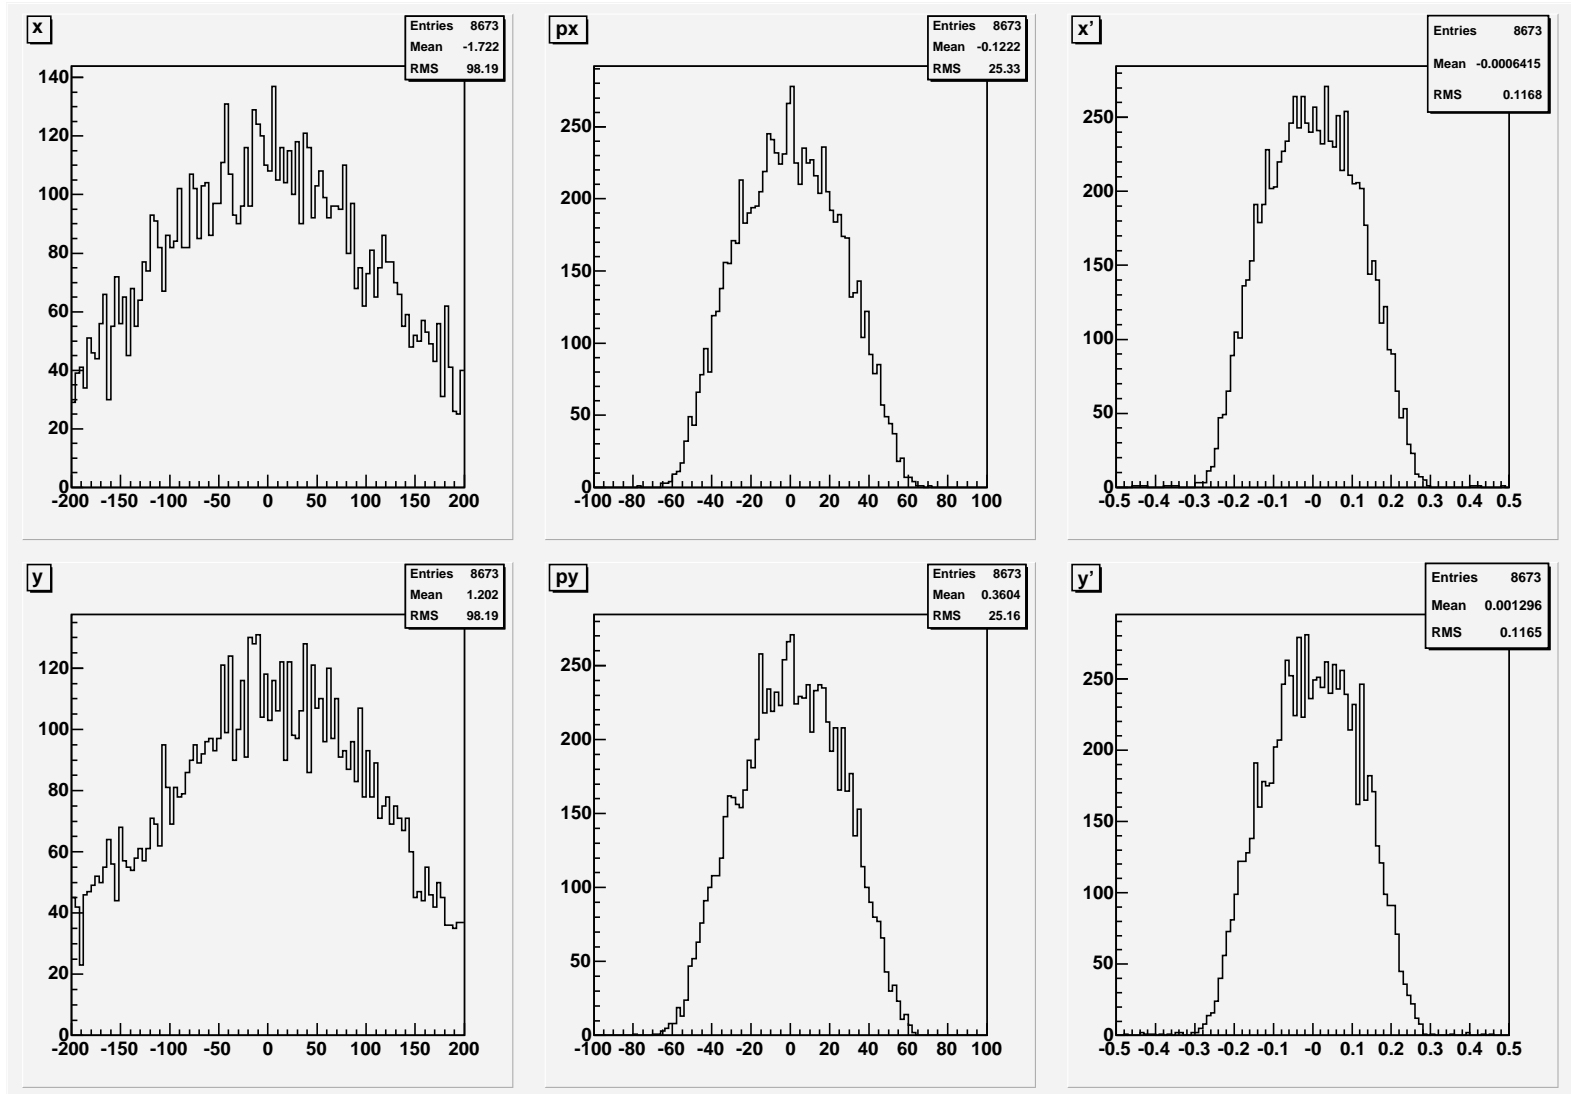 x
Entries 8673
Mean -1.722
RMS 98.19
140
120
100
80
60
40
20
0
-200 -150 -100 -50 0 50 100 150 200
px
Entries 8673
Mean -0.1222
RMS 25.33
250
200
150
100
50
0
-100 -80 -60 -40 -20 0 20 40 60 80 100
x’
Entries 8673
Mean -0.0006415
RMS 0.1168
250
200
150
100
50
0
-0.5 -0.4 -0.3 -0.2 -0.1 -0 0.1 0.2 0.3 0.4 0.5
y
Entries 8673
Mean 1.202
RMS 98.19
120
100
80
60
40
20
0
-200 -150 -100 -50 0 50 100 150 200
py
Entries 8673
Mean 0.3604
RMS 25.16
250
200
150
100
50
0
-100 -80 -60 -40 -20 0 20 40 60 80 100
y’
Entries 8673
Mean 0.001296
RMS 0.1165
250
200
150
100
50
0
-0.5 -0.4 -0.3 -0.2 -0.1 -0 0.1 0.2 0.3 0.4 0.5